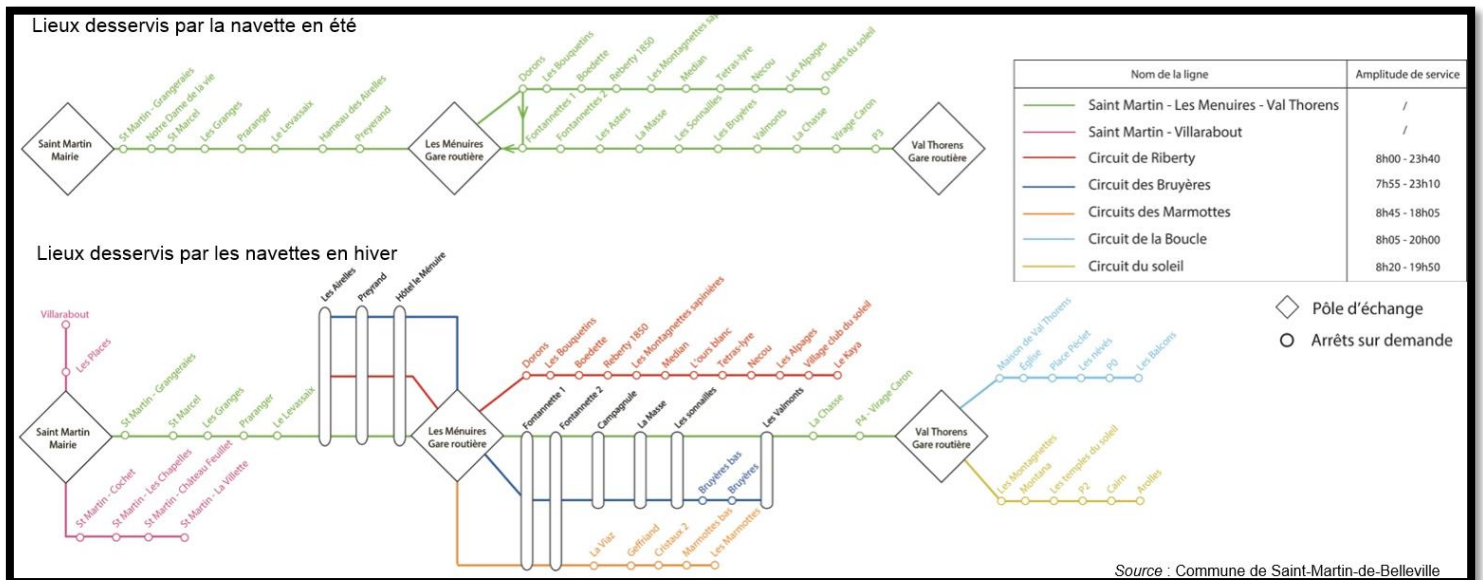 Lieux desservis par la navette en été
St Martin - Grangeraies
Notre Dame de la vie
St Marcel
Les Granges
Praranger
Le Levassaix
Hameau des Airelles
Preyerand
Dorons
Les Bouquetins
Boedette
Reberty 1850
Les Montagnettes
Median
Tetras-lyre
Necou
Les Alpages
Chalets du soleil
Fontannettes 1
Fontannettes 2
Les Asters
La Masse
Les Sonnailles
Les Bruyères
Valmonts
La Chasse
Virage Caron
P3
Saint Martin
Mairie
Les Ménuires
Gare routière
Val Thorens
Gare routière
Nom de la ligne
Amplitude de service
Saint Martin - Les Menuires - Val Thorens /
Saint Martin - Villarabout /
Circuit de Riberty 8h00 - 23h40
Circuit des Bruyères 7h55 - 23h10
Circuits des Marmottes 8h45 - 18h05
Circuit de la Boucle 8h05 - 20h00
Circuit du soleil 8h20 - 19h50
Pôle d'échange
Arrêts sur demande
Lieux desservis par les navettes en hiver
Villarabout
Les Places
Saint Martin
Mairie
St Martin - Grangeraies
St Marcel
Les Granges
Praranger
Le Levassaix
St Martin - Cochet
St Martin - Les Chapelles
St Martin - Château Feuillet
St Martin - La Villette
Les Airelles
Preyrand
Hôtel le Ménuire
Les Ménuires
Gare routière
Dorons
Les Bouquetins
Boedette
Reberty 1850
Les Montagnettes sapinières
Median
L'ours blanc
Tetras-lyre
Necou
Les Alpages
Village club du soleil
Le Kaya
Fontannette 1
Fontannette 2
Campagnule
La Masse
Les sonnailles
Les Valmonts
La Chasse
P4 - Virage Caron
Bruyères bas
Bruyères
La Viaz
Geffriand
Cristaux 2
Marmottes bas
Les Marmottes
Val Thorens
Gare routière
Maison de Val Thorens
Eglise
Place Péclet
Les névés
P0
Les Balcons
Les Montagnettes
Montana
Les temples du soleil
P2
Cairn
Arolles
Source : Commune de Saint-Martin-de-Belleville